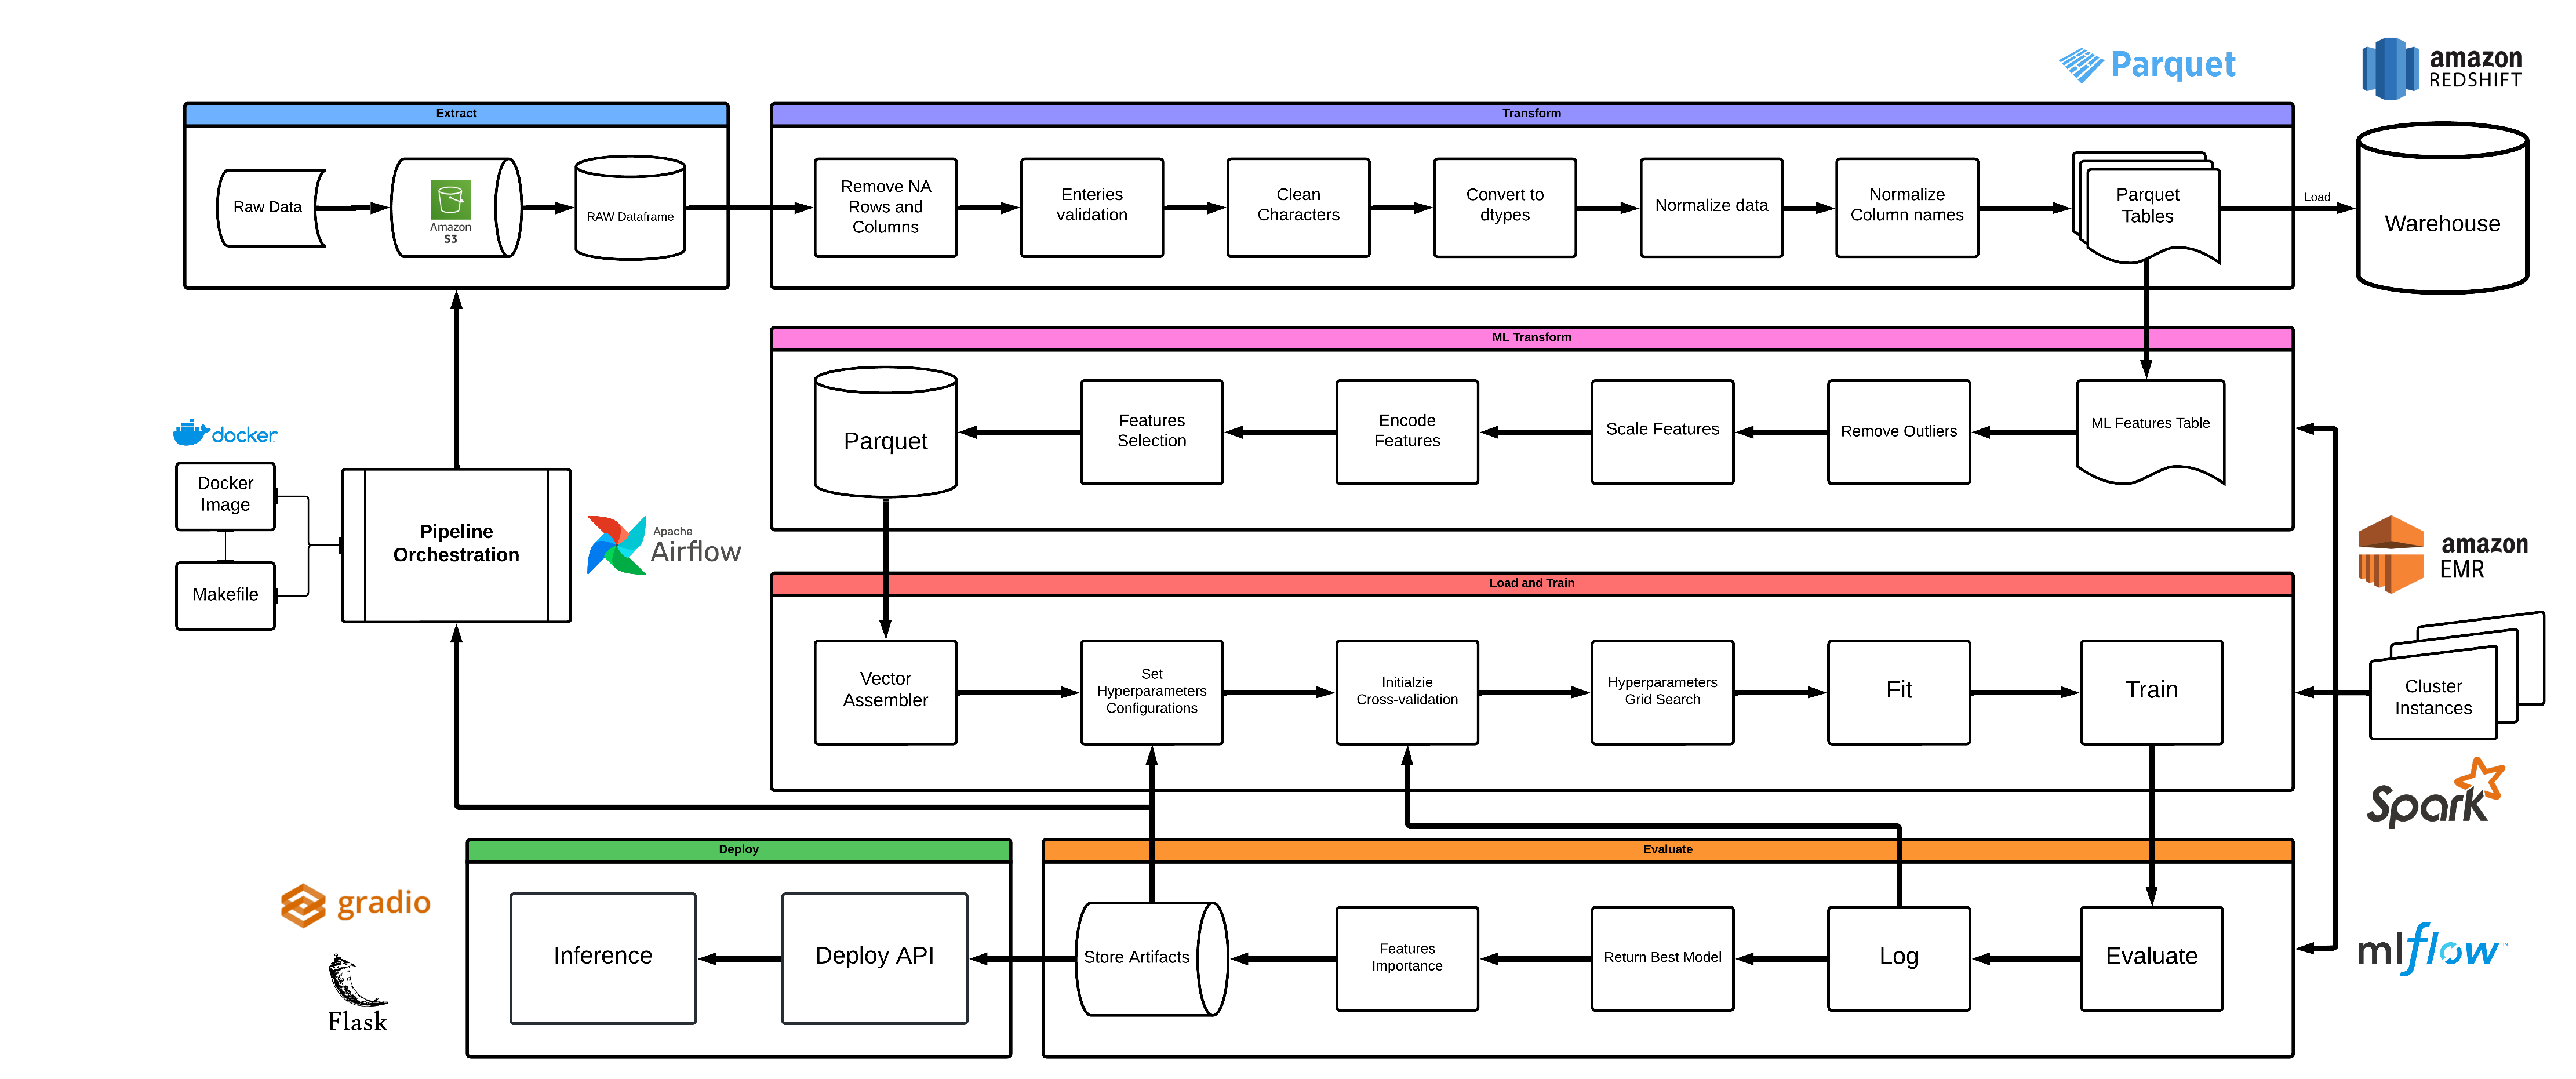 Parquet
amazon
REDSHIFT
Extract
Transform
Raw Data
Amazon
S3
RAW Dataframe
Remove NA
Rows and
Columns
Enteries
validation
Clean
Characters
Convert to
dtypes
Normalize data
Normalize
Column names
Parquet
Tables
Load
Warehouse
ML Transform
Parquet
Features
Selection
Encode
Features
Scale Features
Remove Outliers
ML Features Table
docker
Docker
Image
Makefile
Pipeline
Orchestration
Apache
Airflow
amazon
EMR
Load and Train
Vector
Assembler
Set
Hyperparameters
Configurations
Initialzie
Cross-validation
Hyperparameters
Grid Search
Fit
Train
Cluster
Instances
Spark
Deploy
Evaluate
gradio
Flask
Inference
Deploy API
Store Artifacts
Features
Importance
Return Best Model
Log
Evaluate
mlflow™